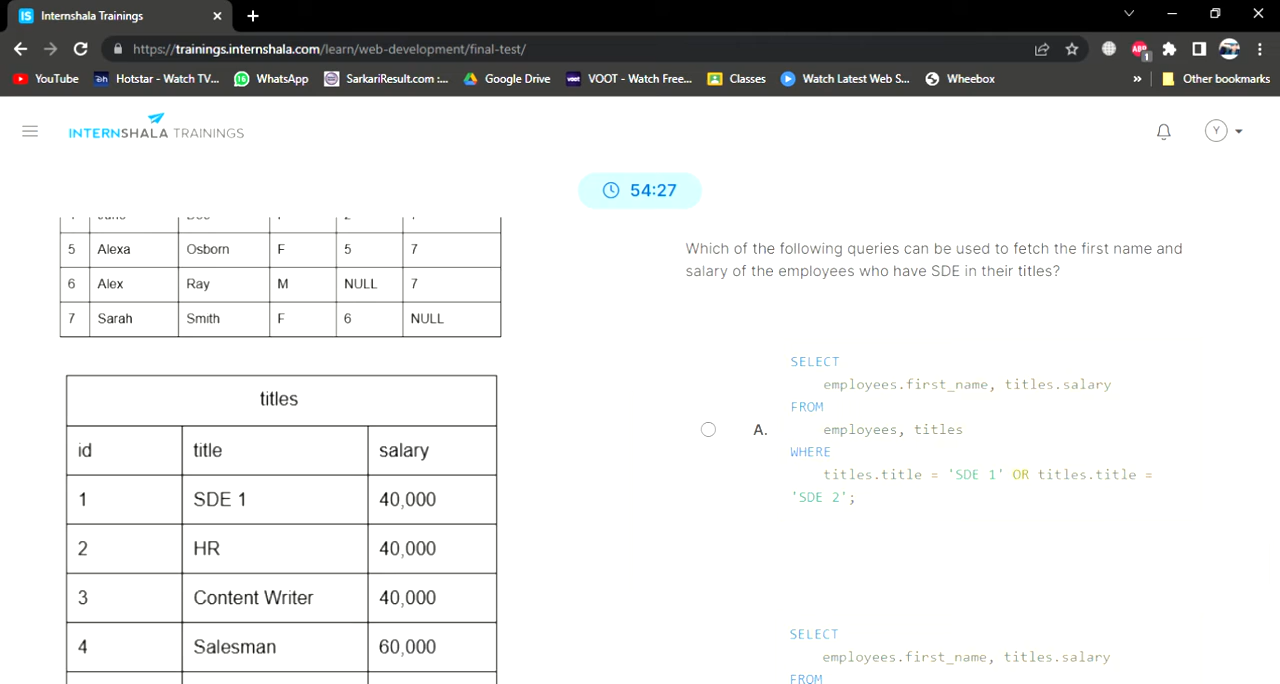 Internshala Trainings
https://trainings.internshala.com/learn/web-development/final-test/
YouTube
Hotstar - Watch TV...
WhatsApp
SarkariResult.com :...
Google Drive
VOOT - Watch Free...
Classes
Watch Latest Web S...
Wheebox
»
Other bookmarks
INTERNSHALA TRAININGS
Y
54:27
5 Alexa Osborn F 5 7
6 Alex Ray M NULL 7
7 Sarah Smith F 6 NULL
titles
id title salary
1 SDE 1 40,000
2 HR 40,000
3 Content Writer 40,000
4 Salesman 60,000
Which of the following queries can be used to fetch the first name and
salary of the employees who have SDE in their titles?
A.
SELECT
employees.first_name, titles.salary
FROM
employees, titles
WHERE
titles.title = 'SDE 1' OR titles.title =
'SDE 2';
SELECT
employees.first_name, titles.salary
FROM